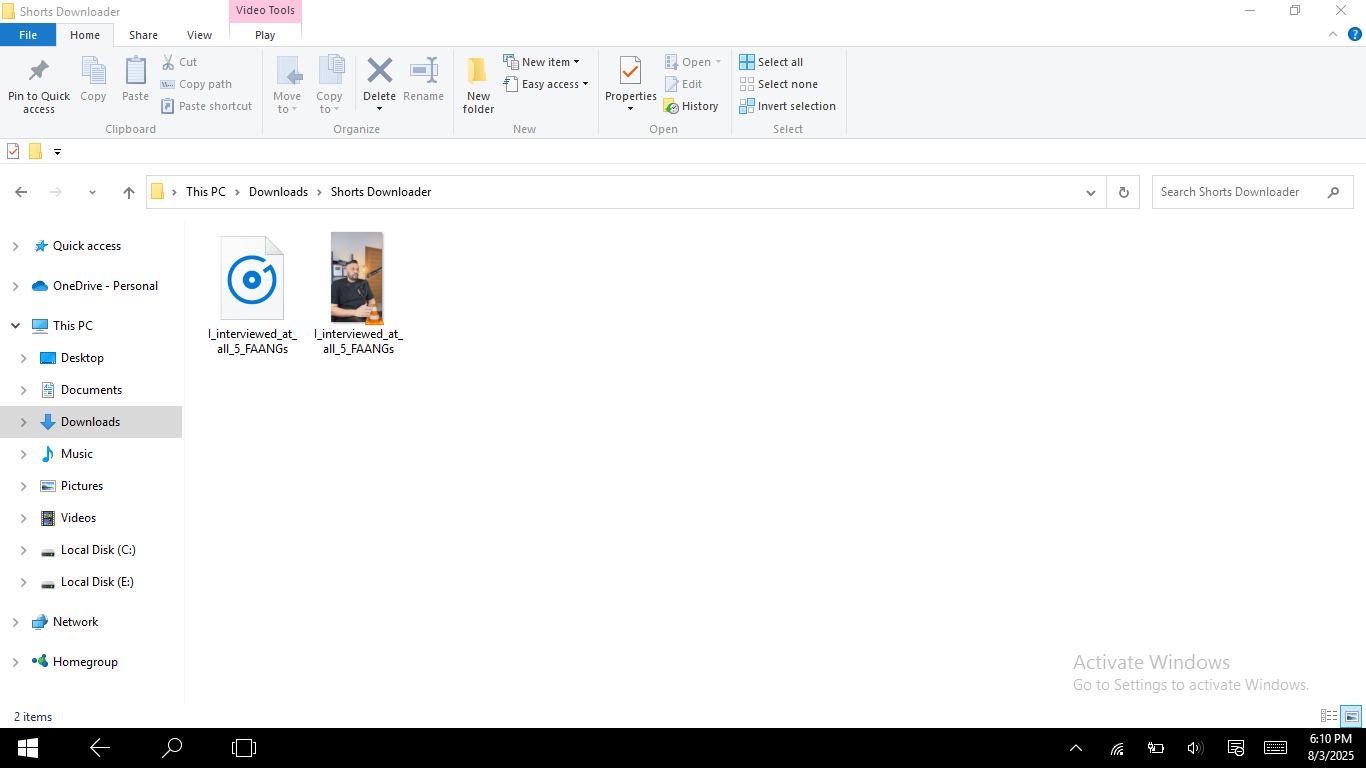 Shorts Downloader
Video Tools
File
Home
Share
View
Play
Pin to Quick
access
Copy
Paste
Cut
Copy path
Paste shortcut
Clipboard
Move
to
Copy
to
Delete
Rename
Organize
New
folder
New item
Easy access
New
Properties
Open
Edit
History
Open
Select all
Select none
Invert selection
Select
This PC
Downloads
Shorts Downloader
Search Shorts Downloader
Quick access
OneDrive - Personal
This PC
Desktop
Documents
Downloads
Music
Pictures
Videos
Local Disk (C:)
Local Disk (E:)
Network
Homegroup
I_interviewed_at_
all_5_FAANGs
I_interviewed_at_
all_5_FAANGs
Activate Windows
Go to Settings to activate Windows.
2 items
6:10 PM
8/3/2025